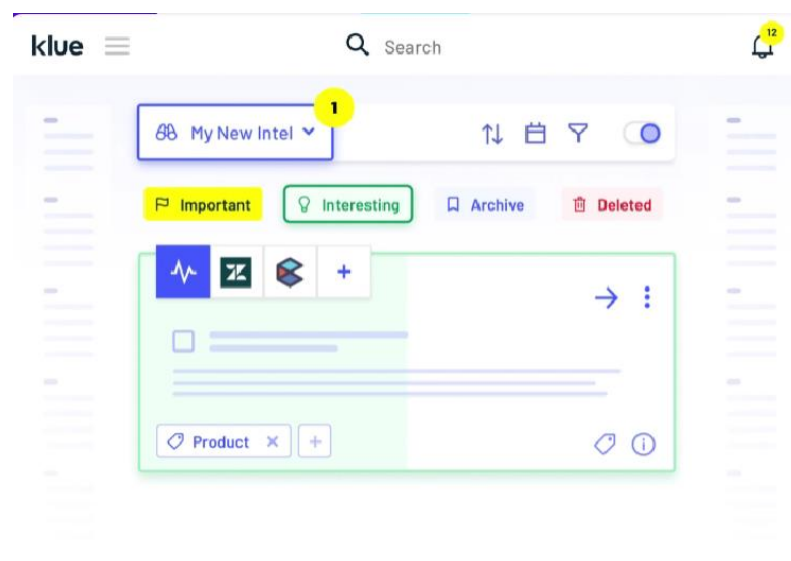 klue
Search
12
1
My New Intel
Important
Interesting
Archive
Deleted
Product